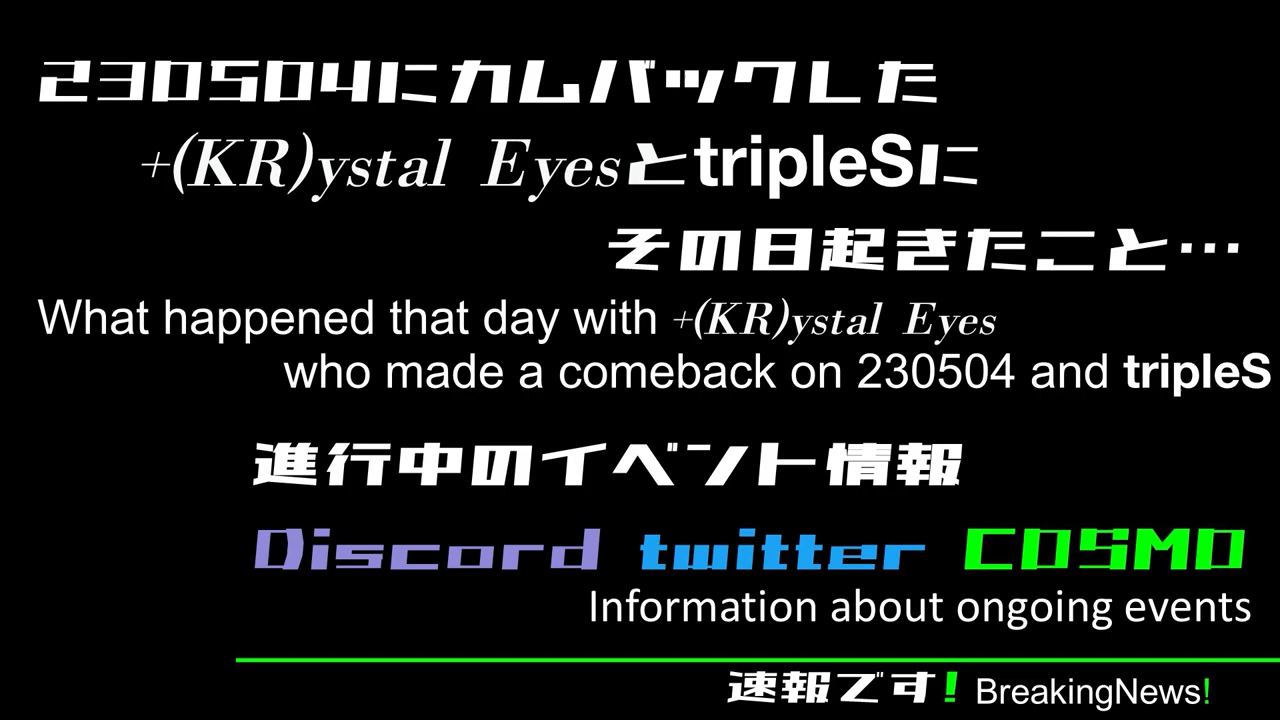 230504にカムバックした
+(KR)ystal Eyesと tripleSに
その日起きたこと…
What happened that day with +(KR)ystal Eyes
who made a comeback on 230504 and tripleS
進行中のイベント情報
Discord twitter COSMO
Information about ongoing events
速報です! BreakingNews!